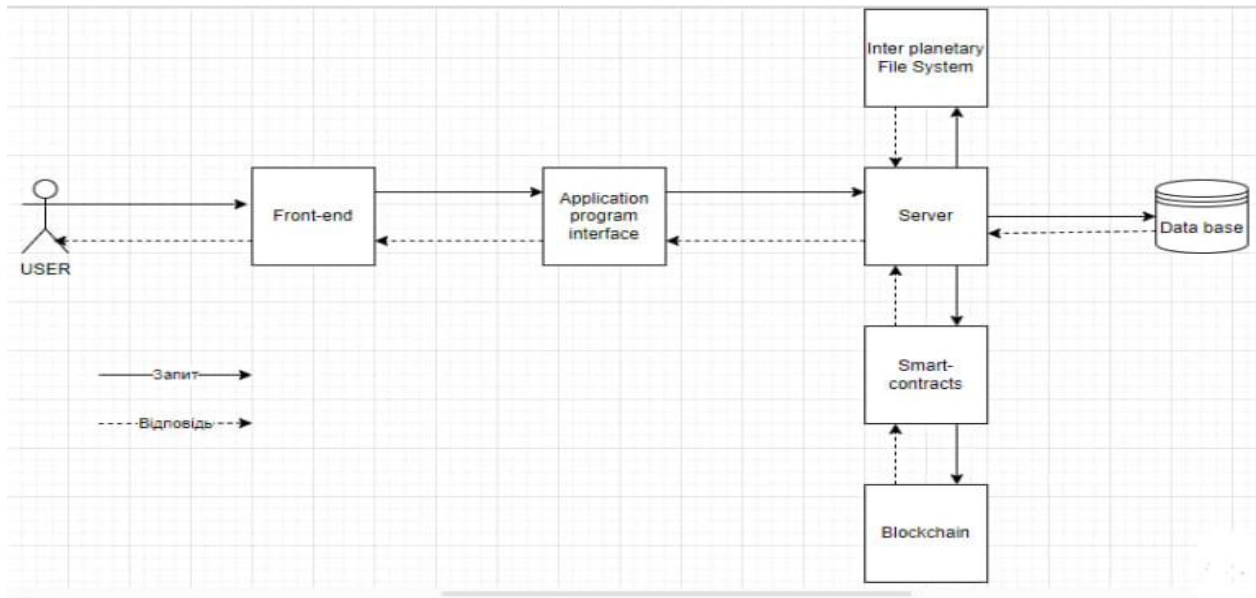 Inter planetary
File System
Front-end
Application
program
interface
Server
Data base
USER
Smart-
contracts
Запит
Відповідь
Blockchain